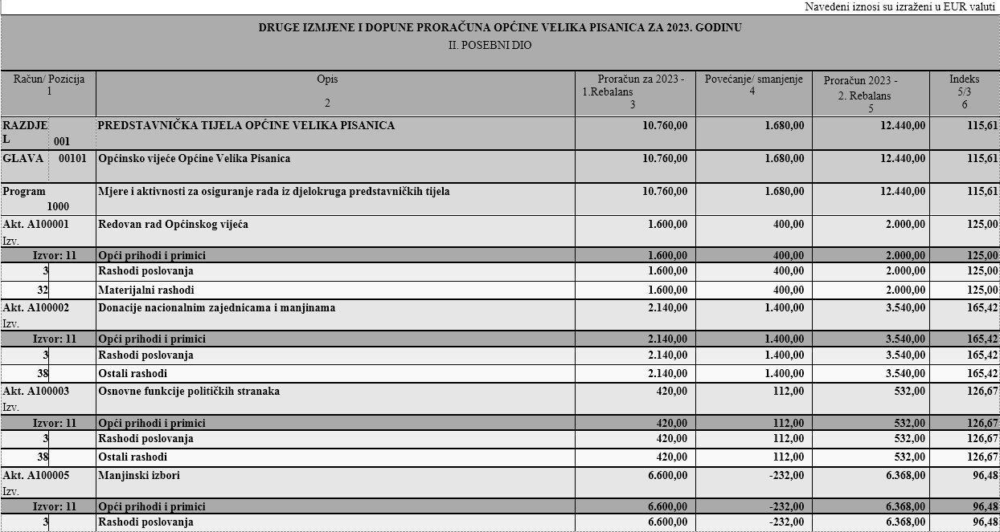 Navedeni iznosi su izraženi u EUR valuti
DRUGE IZMJENE I DOPUNE PRORAČUNA OPĆINE VELIKA PISANICA ZA 2023. GODINU
II. POSEBNI DIO
Račun/ Pozicija 1 Opis 2 Proračun za 2023 - 1.Rebalans 3 Povećanje/ smanjenje 4 Proračun 2023 - 2. Rebalans 5 Indeks 5/3 6
RAZDJEL 001 PREDSTAVNIČKA TIJELA OPĆINE VELIKA PISANICA 10.760,00 1.680,00 12.440,00 115,61
GLAVA 00101 Općinsko vijeće Općine Velika Pisanica 10.760,00 1.680,00 12.440,00 115,61
Program 1000 Mjere i aktivnosti za osiguranje rada iz djelokruga predstavničkih tijela 10.760,00 1.680,00 12.440,00 115,61
Akt. A100001 Redovan rad Općinskog vijeća 1.600,00 400,00 2.000,00 125,00
Izv.
Izvor: 11 Opći prihodi i primici 1.600,00 400,00 2.000,00 125,00
3 Rashodi poslovanja 1.600,00 400,00 2.000,00 125,00
32 Materijalni rashodi 1.600,00 400,00 2.000,00 125,00
Akt. A100002 Donacije nacionalnim zajednicama i manjinama 2.140,00 1.400,00 3.540,00 165,42
Izv.
Izvor: 11 Opći prihodi i primici 2.140,00 1.400,00 3.540,00 165,42
3 Rashodi poslovanja 2.140,00 1.400,00 3.540,00 165,42
38 Ostali rashodi 2.140,00 1.400,00 3.540,00 165,42
Akt. A100003 Osnovne funkcije političkih stranaka 420,00 112,00 532,00 126,67
Izv.
Izvor: 11 Opći prihodi i primici 420,00 112,00 532,00 126,67
3 Rashodi poslovanja 420,00 112,00 532,00 126,67
38 Ostali rashodi 420,00 112,00 532,00 126,67
Akt. A100005 Manjinski izbori 6.600,00 -232,00 6.368,00 96,48
Izv.
Izvor: 11 Opći prihodi i primici 6.600,00 -232,00 6.368,00 96,48
3 Rashodi poslovanja 6.600,00 -232,00 6.368,00 96,48